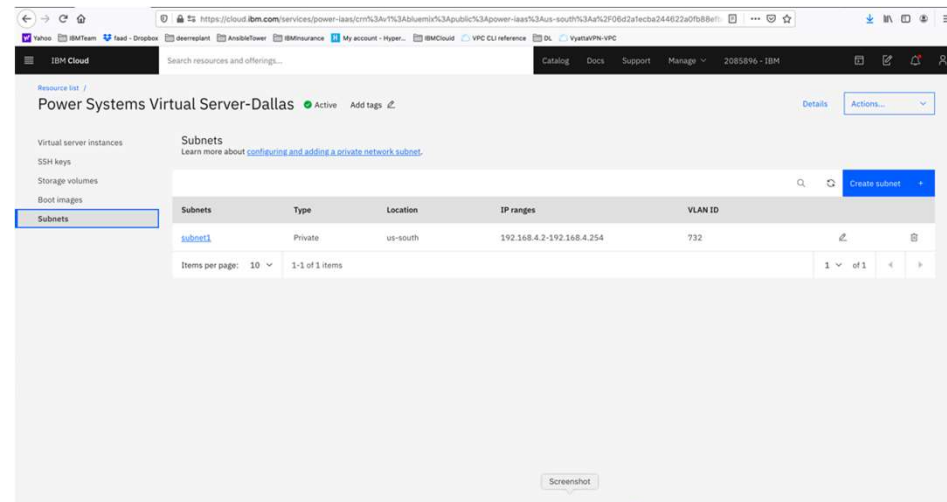 https://cloud.ibm.com/services/power-iaas/crn%3Av1%3Abluemix%3Apublic%3Apower-iaas%3Aus-south%3Aa%2F06d2a1ecba244622a0fb88ef
Yahoo IBMTeam faad - Dropbox deerreplant AnsibleTower IBMinsurance My account - Hyper... IBMClouid VPC CLI reference DL VyattaVPN-VPC
IBM Cloud Search resources and offerings... Catalog Docs Support Manage 2085896 - IBM
Resource list /
Power Systems Virtual Server-Dallas Active Add tags Details Actions...
Virtual server instances
SSH keys
Storage volumes
Boot images
Subnets
Subnets
Learn more about configuring and adding a private network subnet.
Create subnet +
Subnets Type Location IP ranges VLAN ID
subnet1 Private us-south 192.168.4.2-192.168.4.254 732
Items per page: 10 1-1 of 1 items 1 of 1
Screenshot